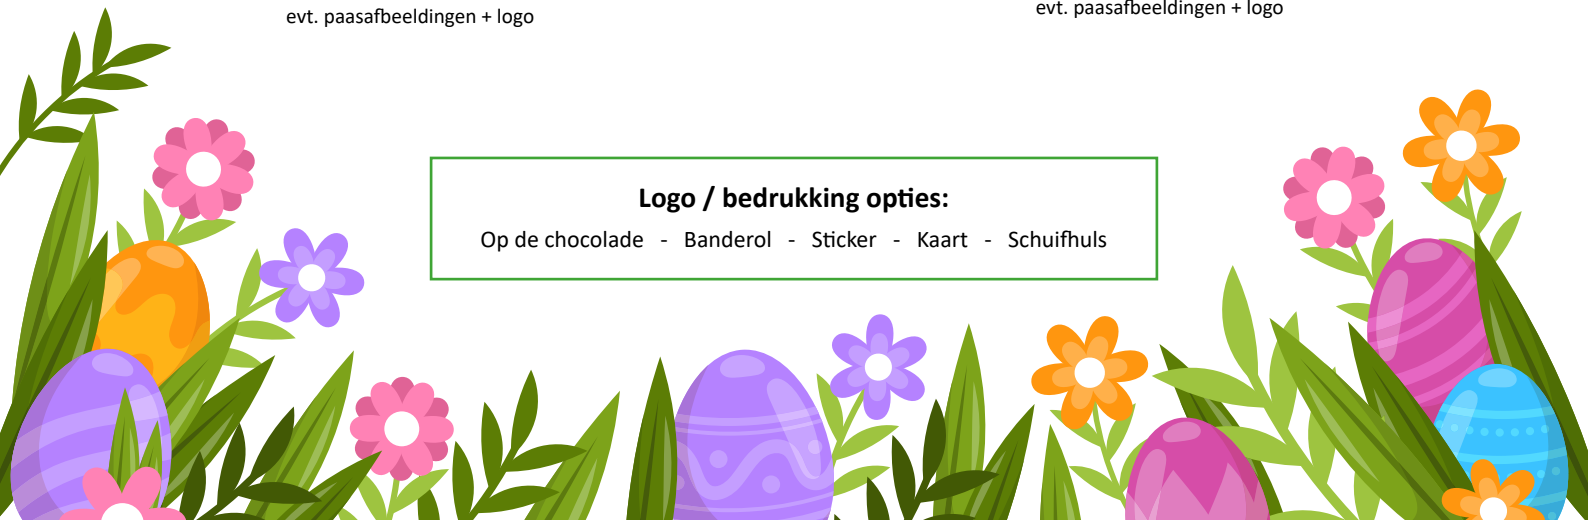 evt. paasafbeeldingen + logo
evt. paasafbeeldingen + logo
Logo / bedrukking opties:
Op de chocolade - Banderol - Sticker - Kaart - Schuifhuls